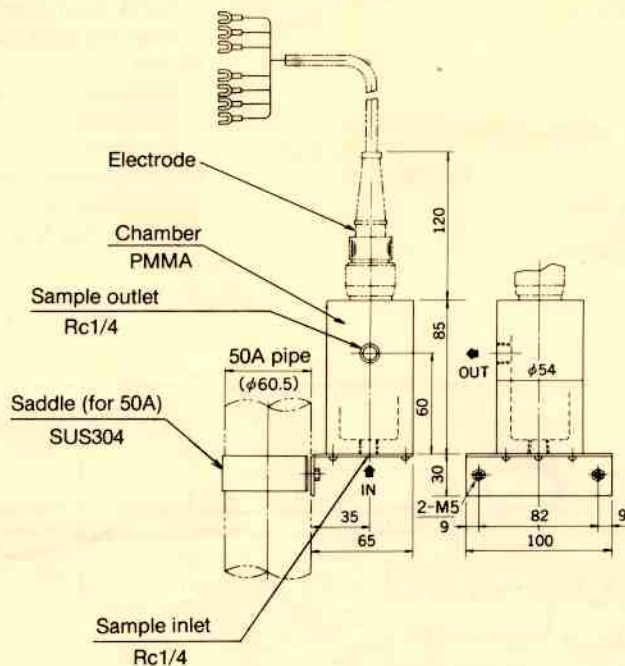 Electrode
120
Chamber
PMMA
Sample outlet
Rc1/4
85
50A pipe
(φ60.5)
OUT
φ54
60
Saddle (for 50A)
SUS304
30
IN
2-M5
35
9
82
9
65
100
Sample inlet
Rc1/4